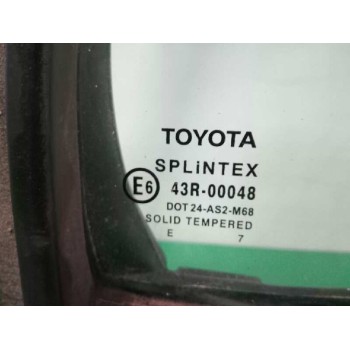 TOYOTA
SPLiNTEX
E6 43R-00048
DOT 24-AS2-M68
SOLID TEMPERED
E 7